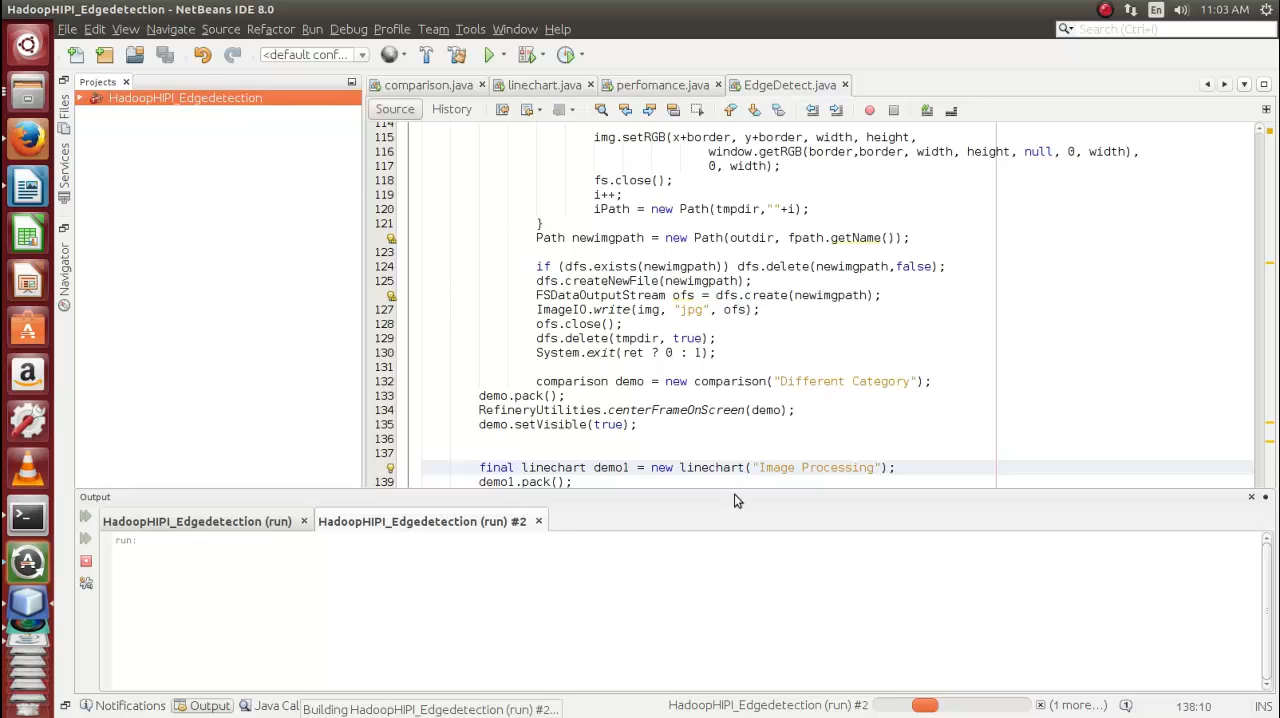 HadoopHIPI_Edgedetection - NetBeans IDE 8.0
En
11:03 AM
File Edit View Navigate Source Refactor Run Debug Profile Team Tools Window Help
Search (Ctrl+I)
<default conf...
Projects
comparison.java
linechart.java
perfomance.java
EdgeDetect.java
HadoopHIPI_Edgedetection
Source
History
Files
Services
Navigator
114
115 img.setRGB(x+border, y+border, width, height,
116 window.getRGB(border,border, width, height, null, 0, width),
117 0, width);
118 fs.close();
119 i++;
120 iPath = new Path(tmpdir,""+i);
121 }
Path newimgpath = new Path(outdir, fpath.getName());
123
124 if (dfs.exists(newimgpath)) dfs.delete(newimgpath,false);
125 dfs.createNewFile(newimgpath);
FSDataOutputStream ofs = dfs.create(newimgpath);
127 ImageIO.write(img, "jpg", ofs);
128 ofs.close();
129 dfs.delete(tmpdir, true);
130 System.exit(ret ? 0 : 1);
131
132 comparison demo = new comparison("Different Category");
133 demo.pack();
134 RefineryUtilities.centerFrameOnScreen(demo);
135 demo.setVisible(true);
136
137
final linechart demo1 = new linechart("Image Processing");
139 demo1.pack();
Output
HadoopHIPI_Edgedetection (run)
HadoopHIPI_Edgedetection (run) #2
run:
Notifications
Output
Java Cal
Building HadoopHIPI_Edgedetection (run) #2...
HadoopHIPI_Edgedetection (run) #2
(1 more...)
138:10
INS